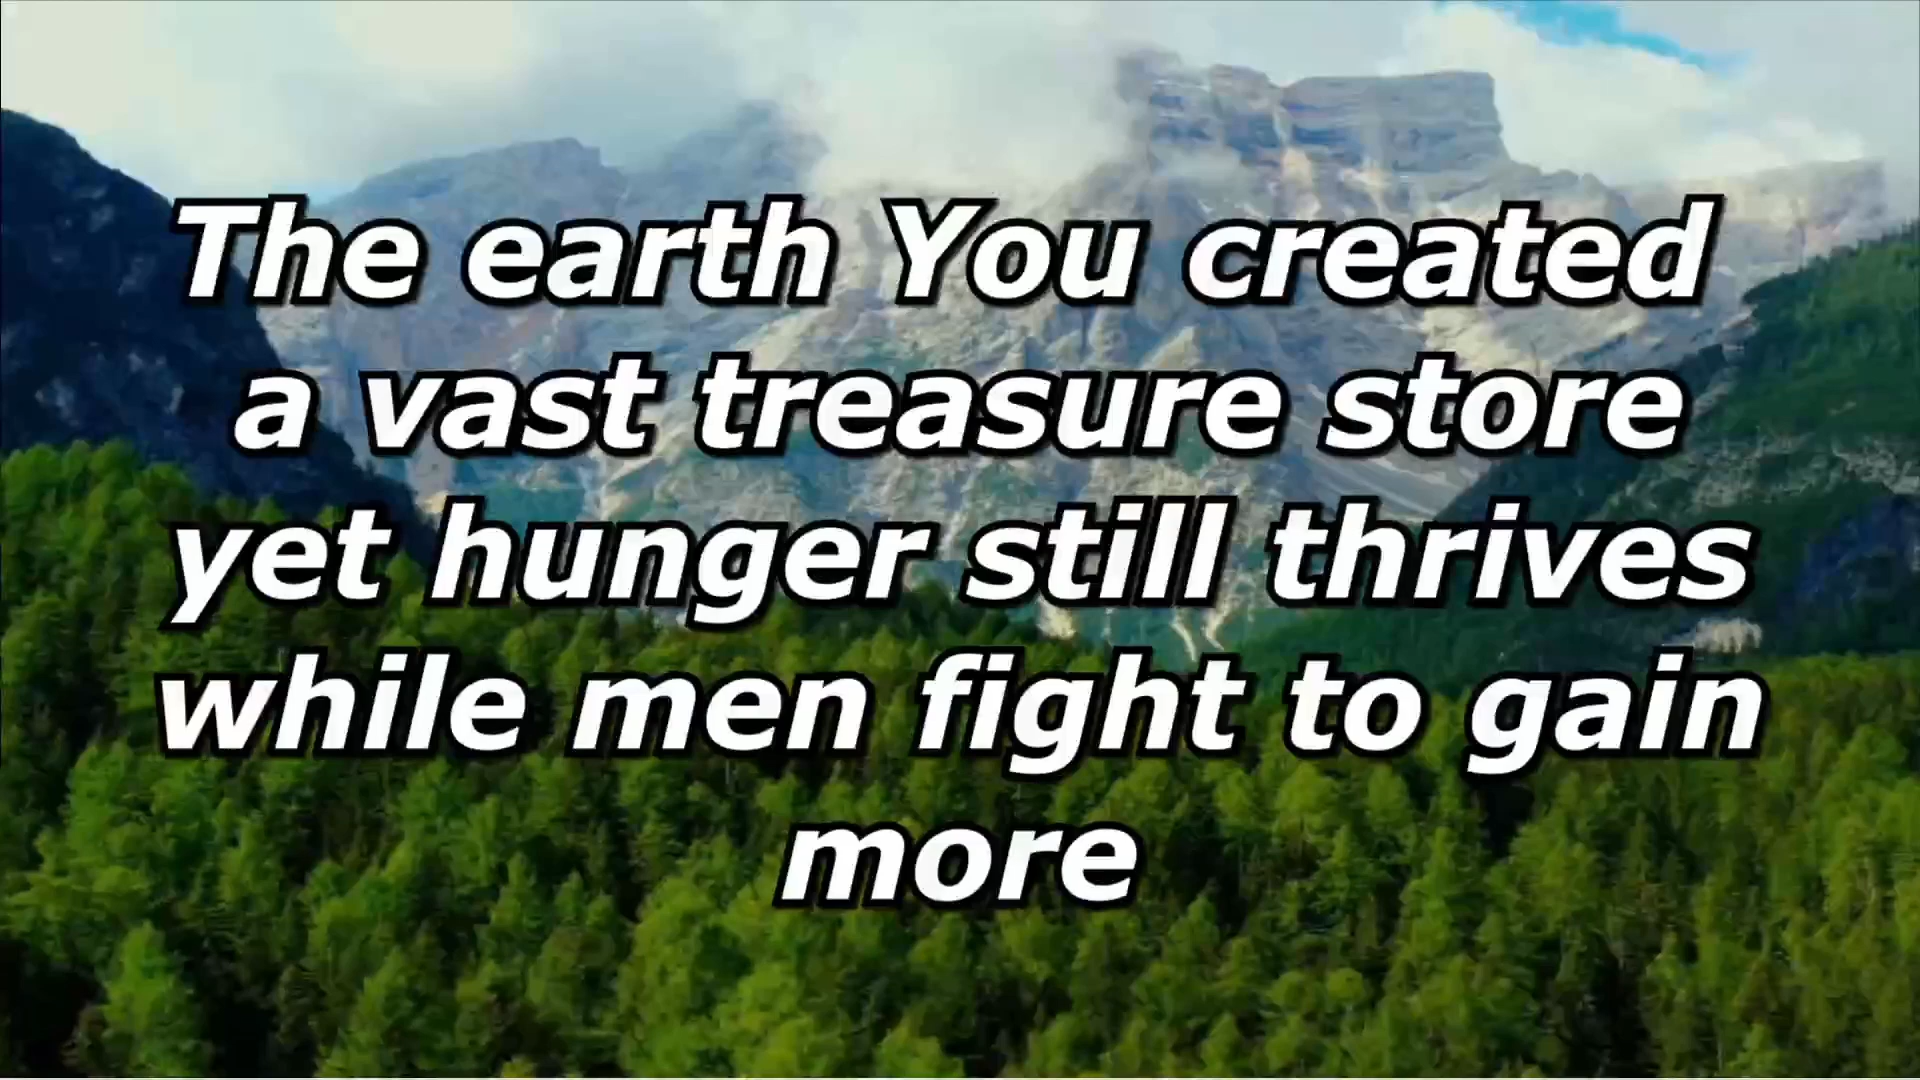 The earth You created
a vast treasure store
yet hunger still thrives
while men fight to gain
more